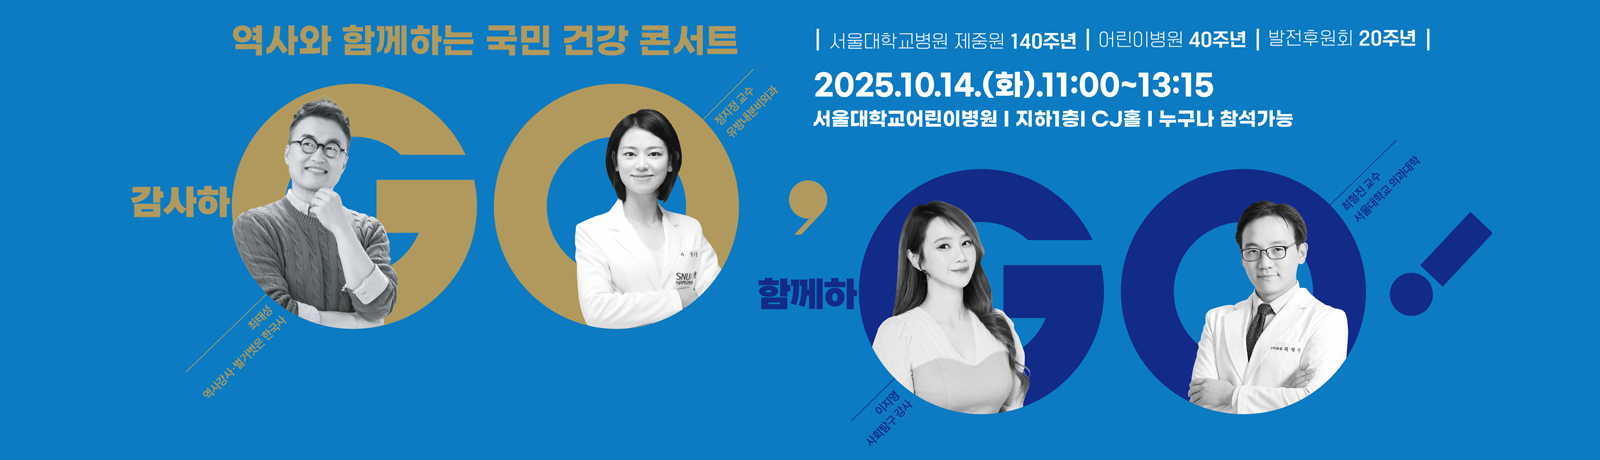 역사와 함께하는 국민 건강 콘서트
| 서울대학교병원 제중원 140주년 | 어린이병원 40주년 | 발전후원회 20주년 |
2025.10.14.(화).11:00~13:15
서울대학교어린이병원 I 지하1층I CJ홀 I 누구나 참석가능
감사하GO,
정지정 교수
유방내분비외과
최태성
역사강사-별거벗은 한국사
SNU
함께하GO!
최형진 교수
서울대학교 의과대학
이지영
사회탐구 강사